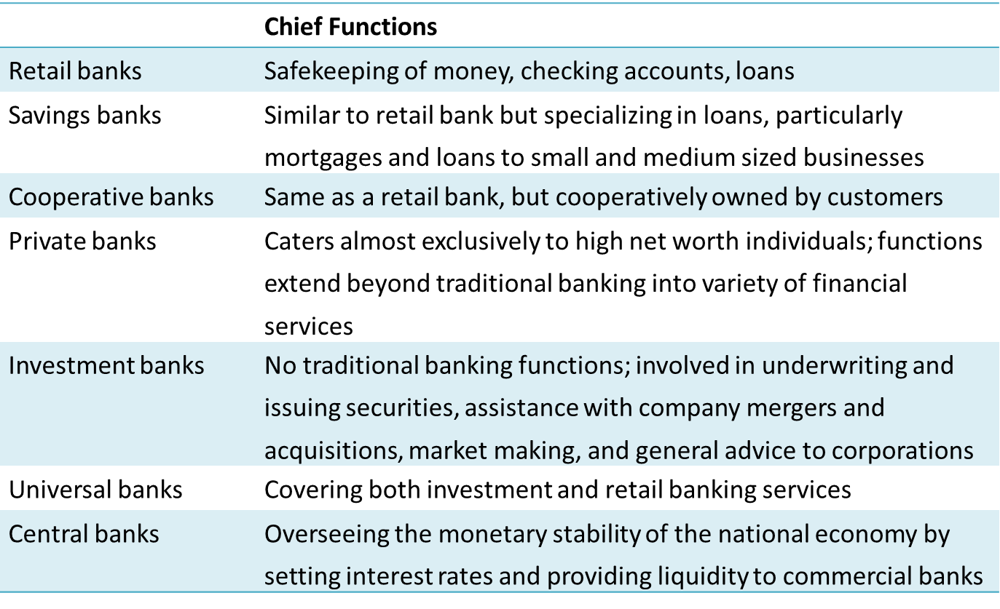 Chief Functions
Retail banks Safekeeping of money, checking accounts, loans
Savings banks Similar to retail bank but specializing in loans, particularly
mortgages and loans to small and medium sized businesses
Cooperative banks Same as a retail bank, but cooperatively owned by customers
Private banks Caters almost exclusively to high net worth individuals; functions
extend beyond traditional banking into variety of financial
services
Investment banks No traditional banking functions; involved in underwriting and
issuing securities, assistance with company mergers and
acquisitions, market making, and general advice to corporations
Universal banks Covering both investment and retail banking services
Central banks Overseeing the monetary stability of the national economy by
setting interest rates and providing liquidity to commercial banks